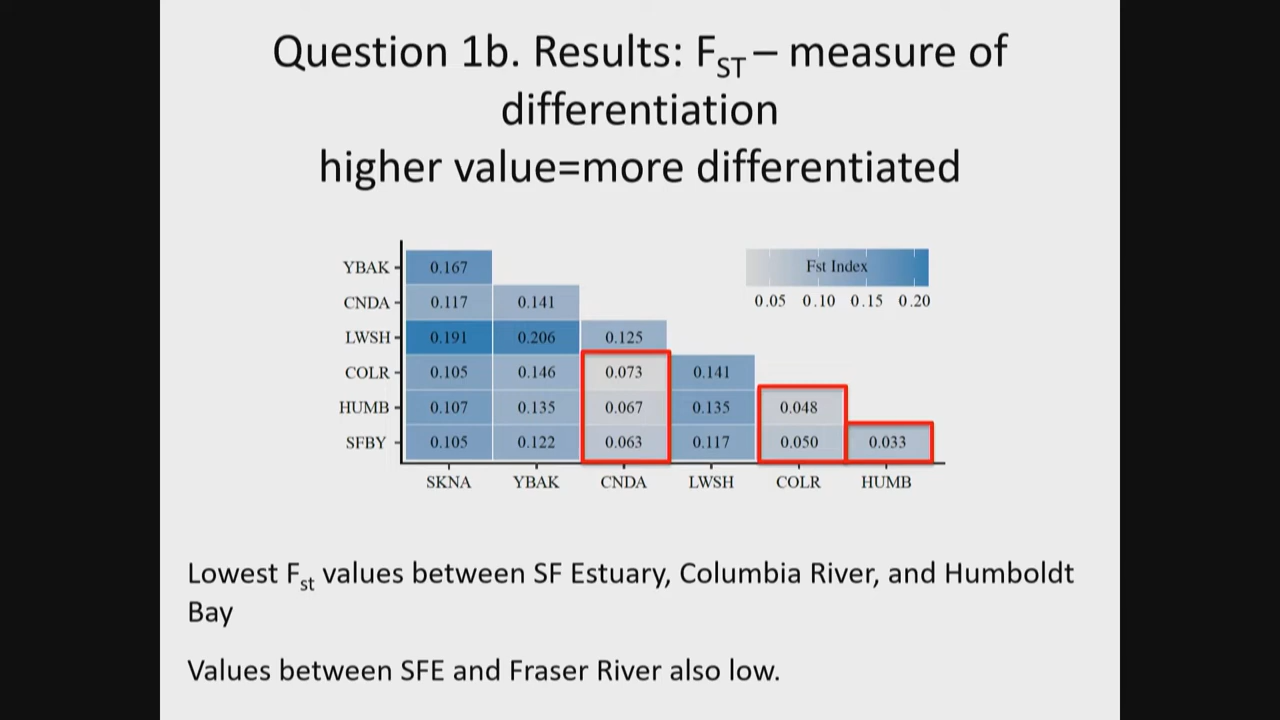 Question 1b. Results: FST – measure of
differentiation
higher value=more differentiated
Fst Index
0.05 0.10 0.15 0.20
YBAK 0.167
CNDA 0.117 0.141
LWSH 0.191 0.206 0.125
COLR 0.105 0.146 0.073 0.141
HUMB 0.107 0.135 0.067 0.135 0.048
SFBY 0.105 0.122 0.063 0.117 0.050 0.033
SKNA YBAK CNDA LWSH COLR HUMB
Lowest Fst values between SF Estuary, Columbia River, and Humboldt
Bay
Values between SFE and Fraser River also low.